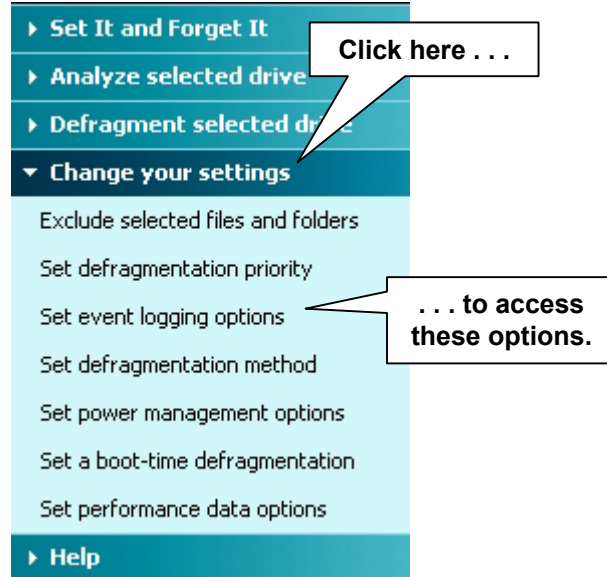 Set It and Forget It
Click here . . .
Analyze selected drive
Defragment selected drive
Change your settings
Exclude selected files and folders
Set defragmentation priority
Set event logging options
. . . to access
these options.
Set defragmentation method
Set power management options
Set a boot-time defragmentation
Set performance data options
Help